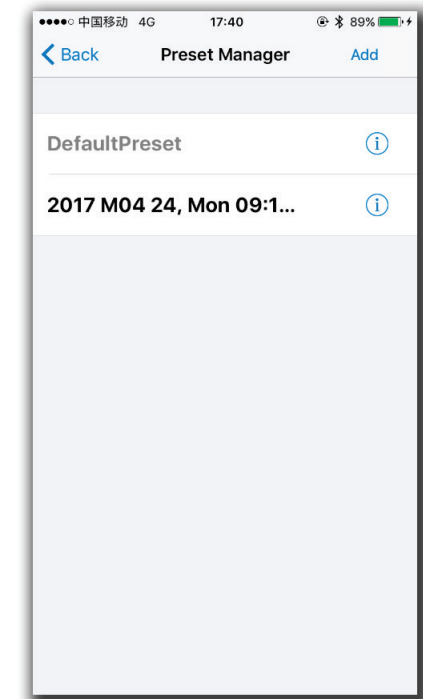 中国移动 4G 17:40 89%
Back Preset Manager Add
DefaultPreset
2017 M04 24, Mon 09:1...